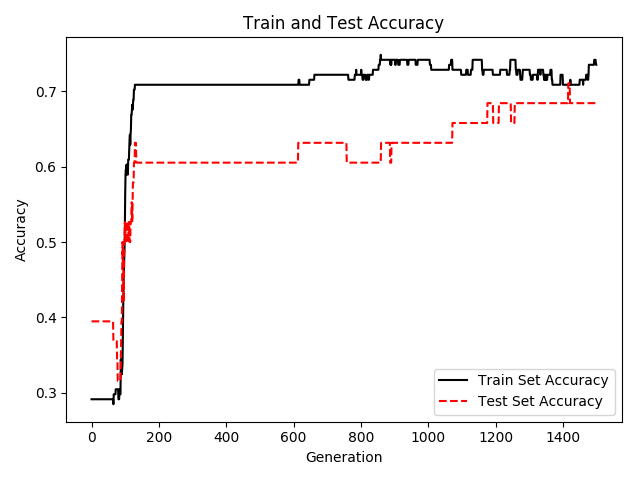 Train and Test Accuracy
Accuracy
0.7
0.6
0.5
0.4
0.3
Train Set Accuracy
Test Set Accuracy
0 200 400 600 800 1000 1200 1400
Generation